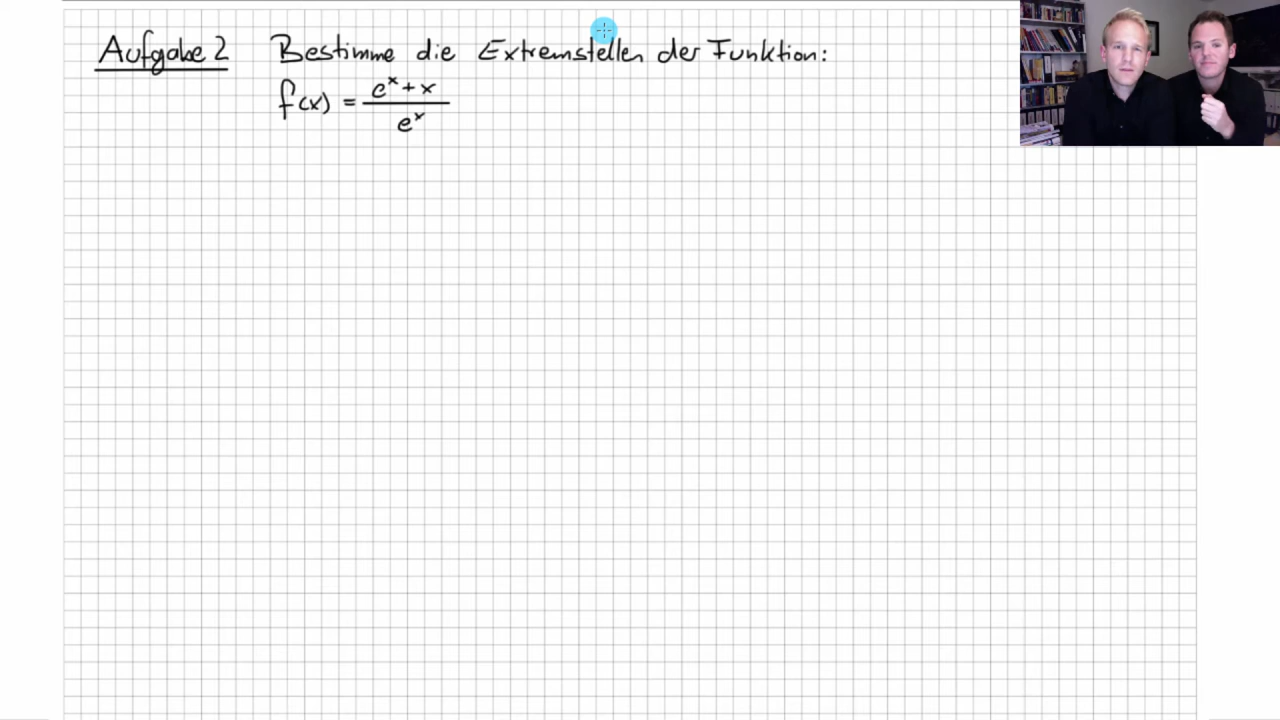 Aufgabe 2 Bestimme die Extremstellen der Funktion:
f(x) = (e^x + x) / e^x